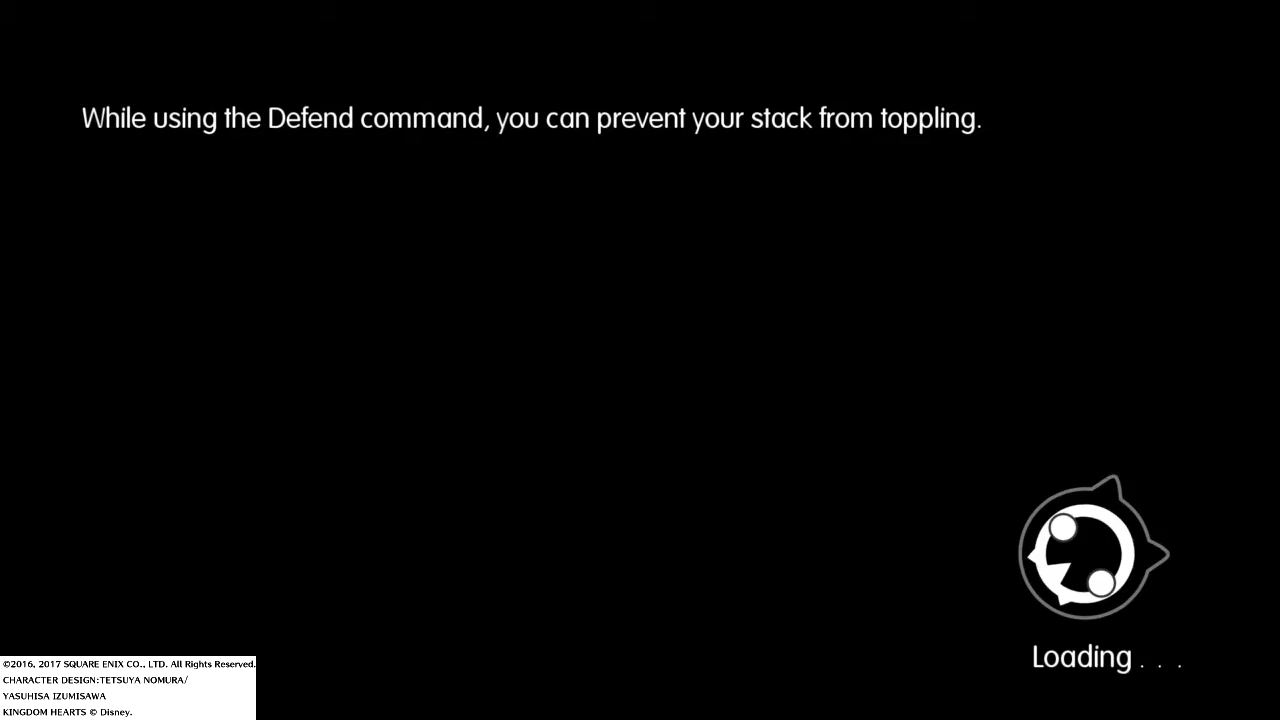 While using the Defend command, you can prevent your stack from toppling.
Loading . . .
©2016, 2017 SQUARE ENIX CO., LTD. All Rights Reserved.
CHARACTER DESIGN:TETSUYA NOMURA/
YASUHISA IZUMISAWA
KINGDOM HEARTS © Disney.